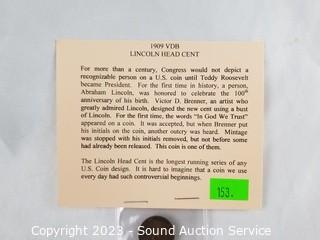 1909 VDB
LINCOLN HEAD CENT
For more than a century, Congress would not depict a
recognizable person on a U.S. coin until Teddy Roosevelt
became President. For the first time in history, a person,
Abraham Lincoln, was honored to celebrate the 100th
anniversary of his birth. Victor D. Brenner, an artist who
greatly admired Lincoln, designed the new cent using a bust
of Lincoln. For the first time, the words "In God We Trust"
appeared on a coin. It was accepted, but when Brenner put
his initials on the coin, another outcry was heard. Mintage
was stopped with his initials removed, but not before some
had already been released. This coin is one of them.
The Lincoln Head Cent is the longest running series of any
U.S. Coin design. It is hard to imagine that a coin we use
every day had such controversial beginnings.
153.
Copyright 2023 - Sound Auction Service